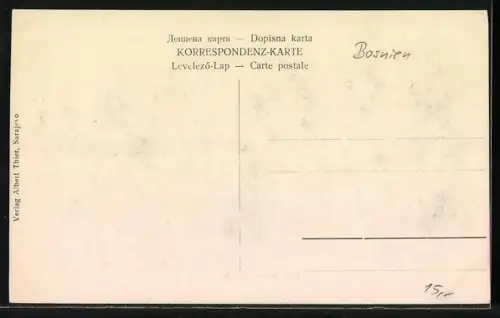 Дописна карта — Dopisna karta
KORRESPONDENZ-KARTE
Levelező-Lap — Carte postale
Bosnien
Verlag Albert Thier, Sarajevo
15,-